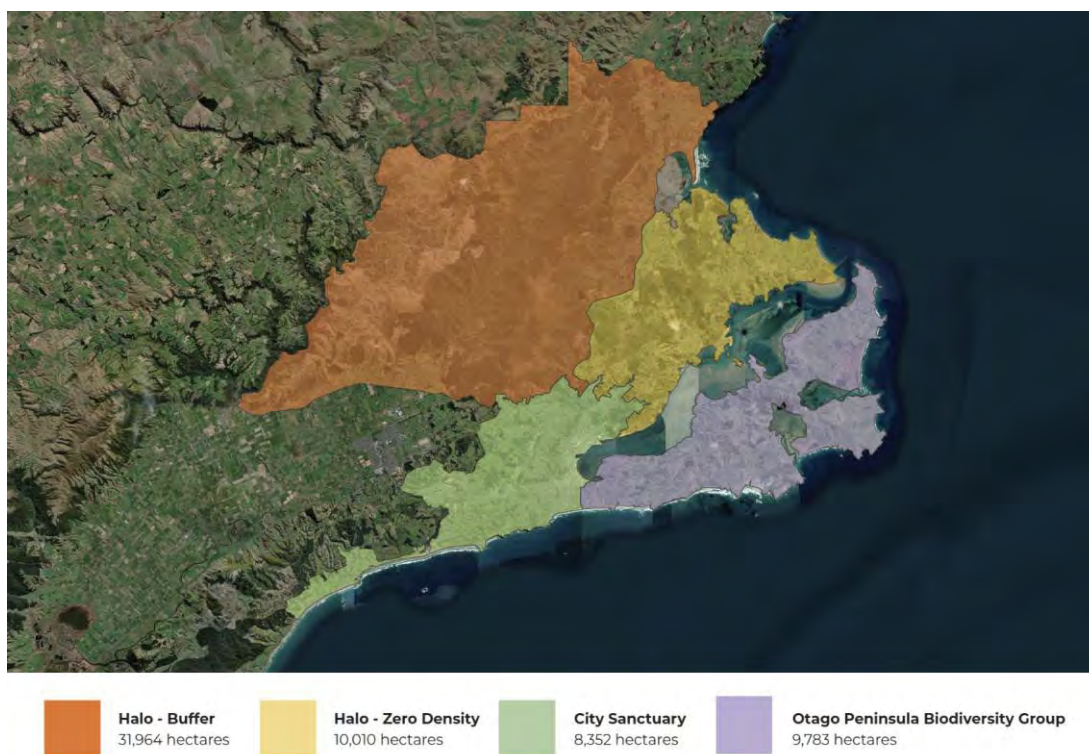 Halo - Buffer
31,964 hectares
Halo - Zero Density
10,010 hectares
City Sanctuary
8,352 hectares
Otago Peninsula Biodiversity Group
9,783 hectares